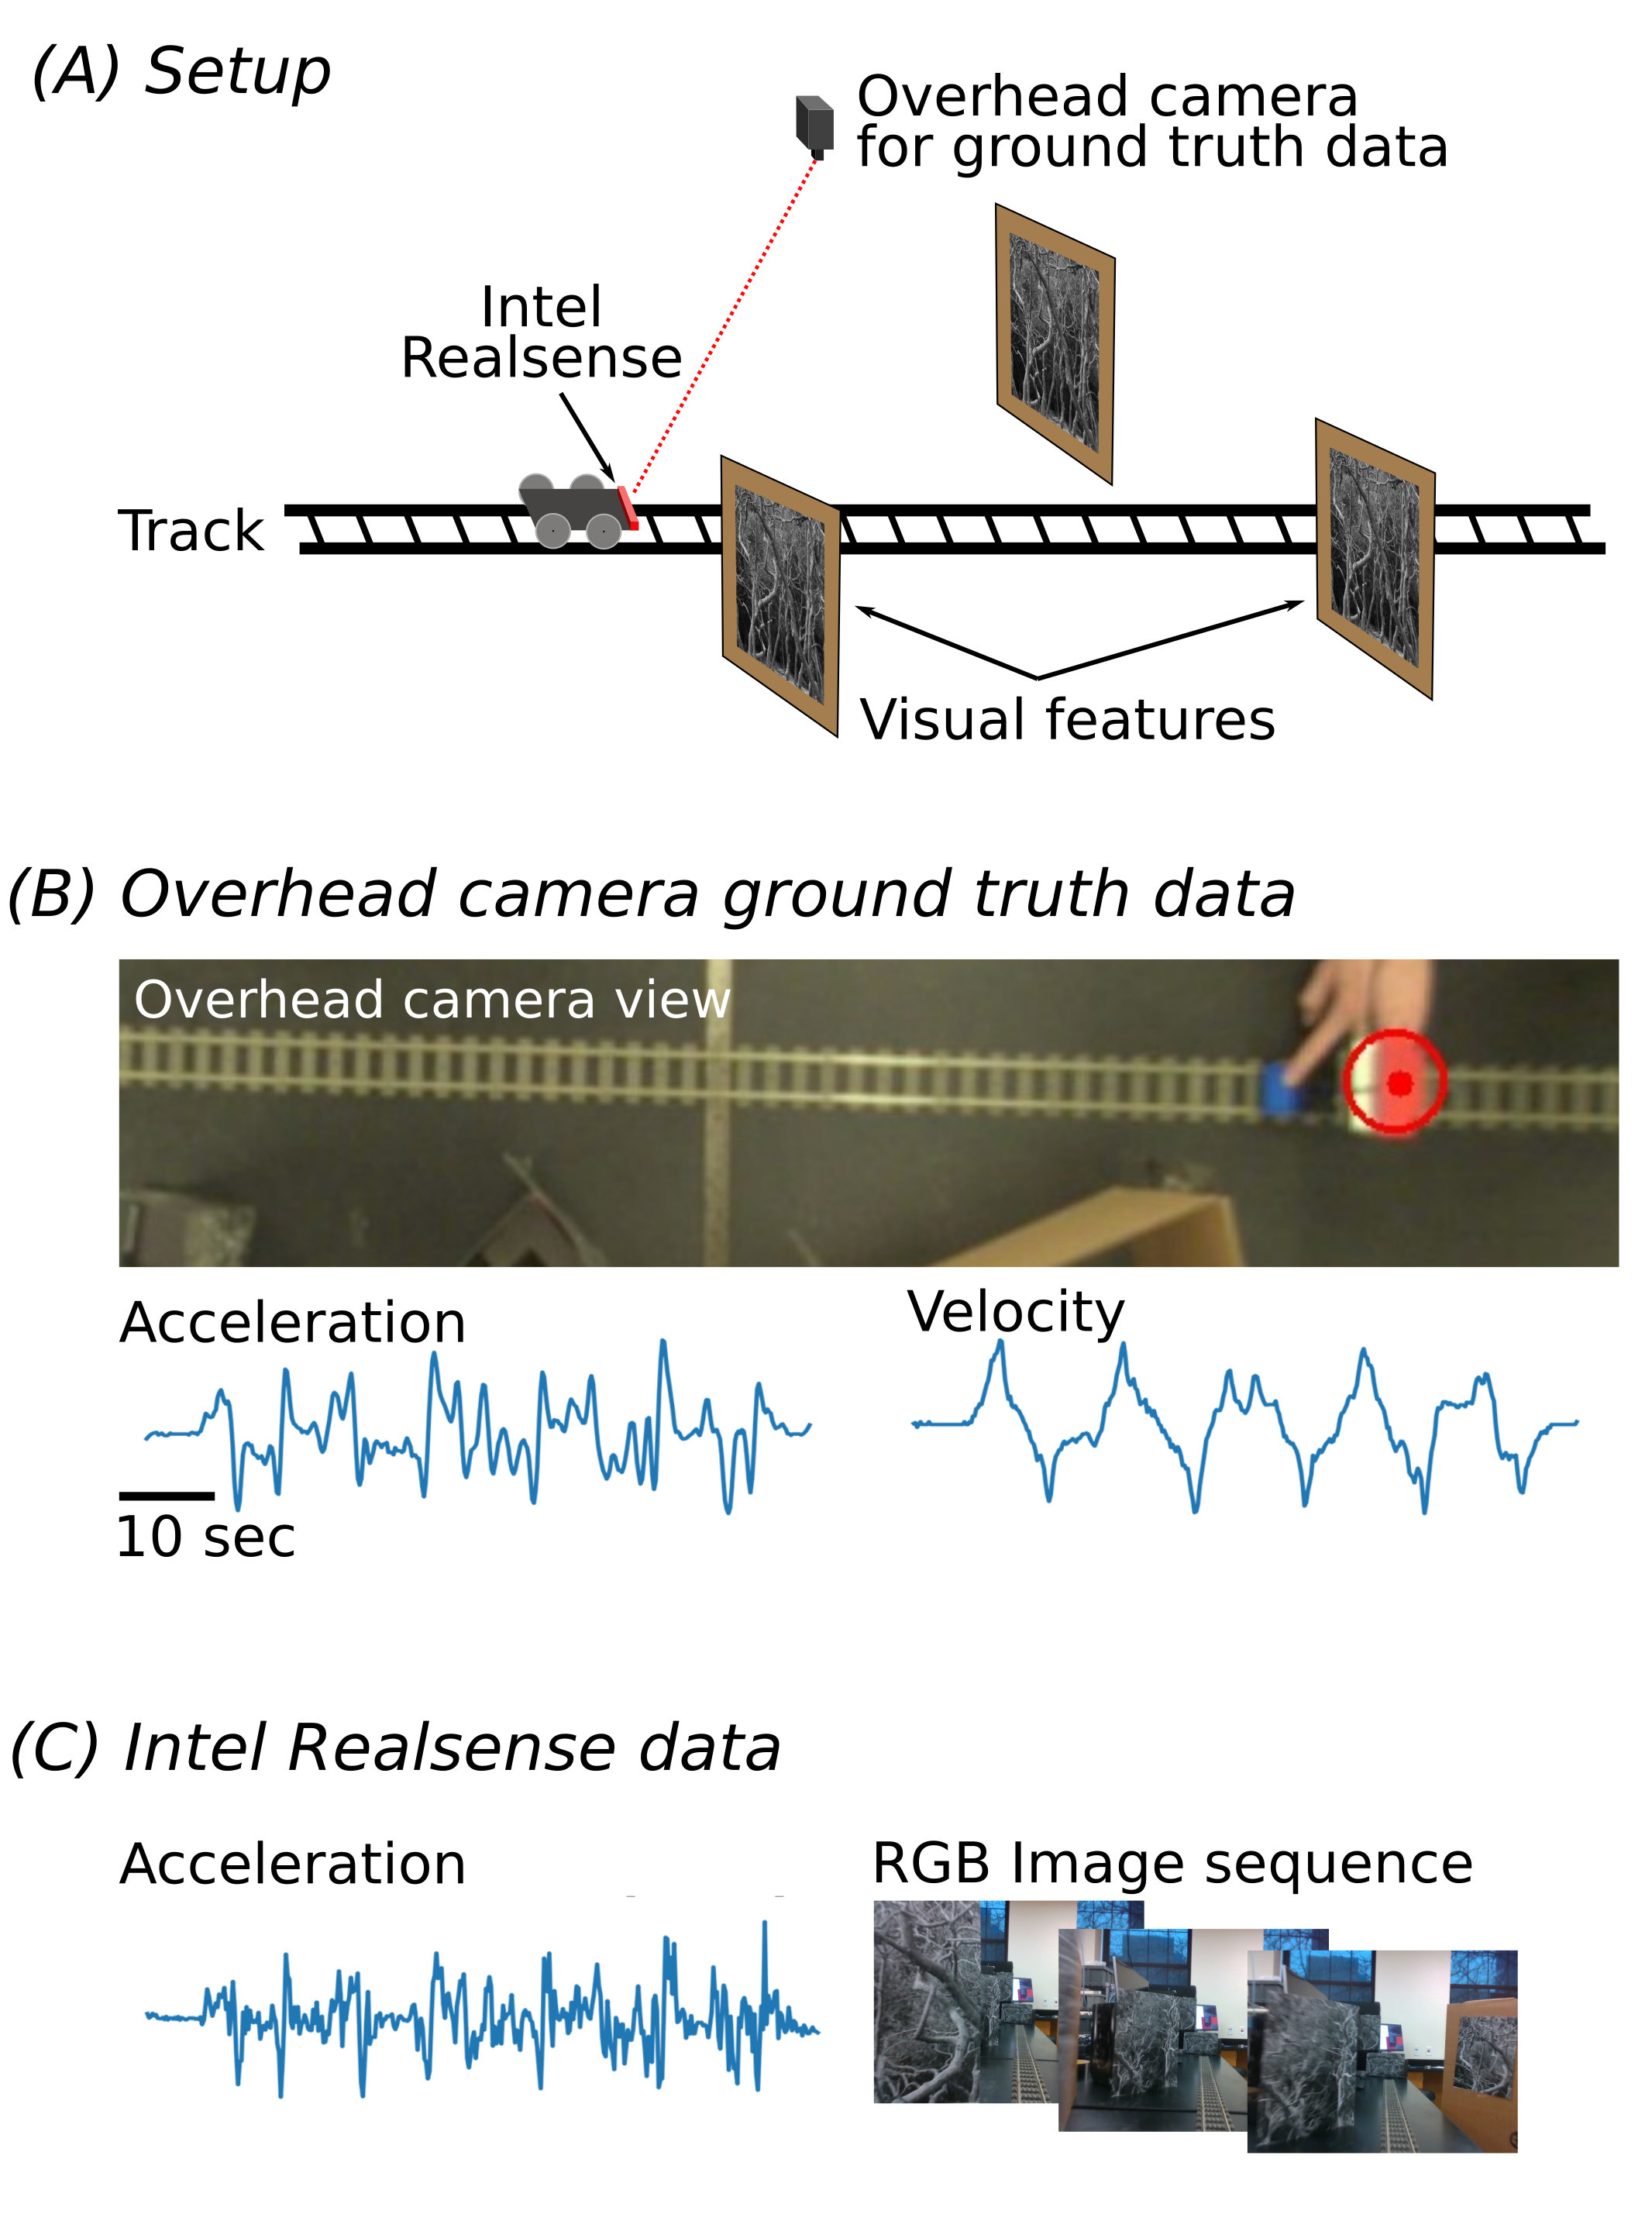 (A) Setup
Overhead camera
for ground truth data
Intel
Realsense
Track
Visual features
(B) Overhead camera ground truth data
Overhead camera view
Acceleration
Velocity
10 sec
(C) Intel Realsense data
Acceleration
RGB Image sequence